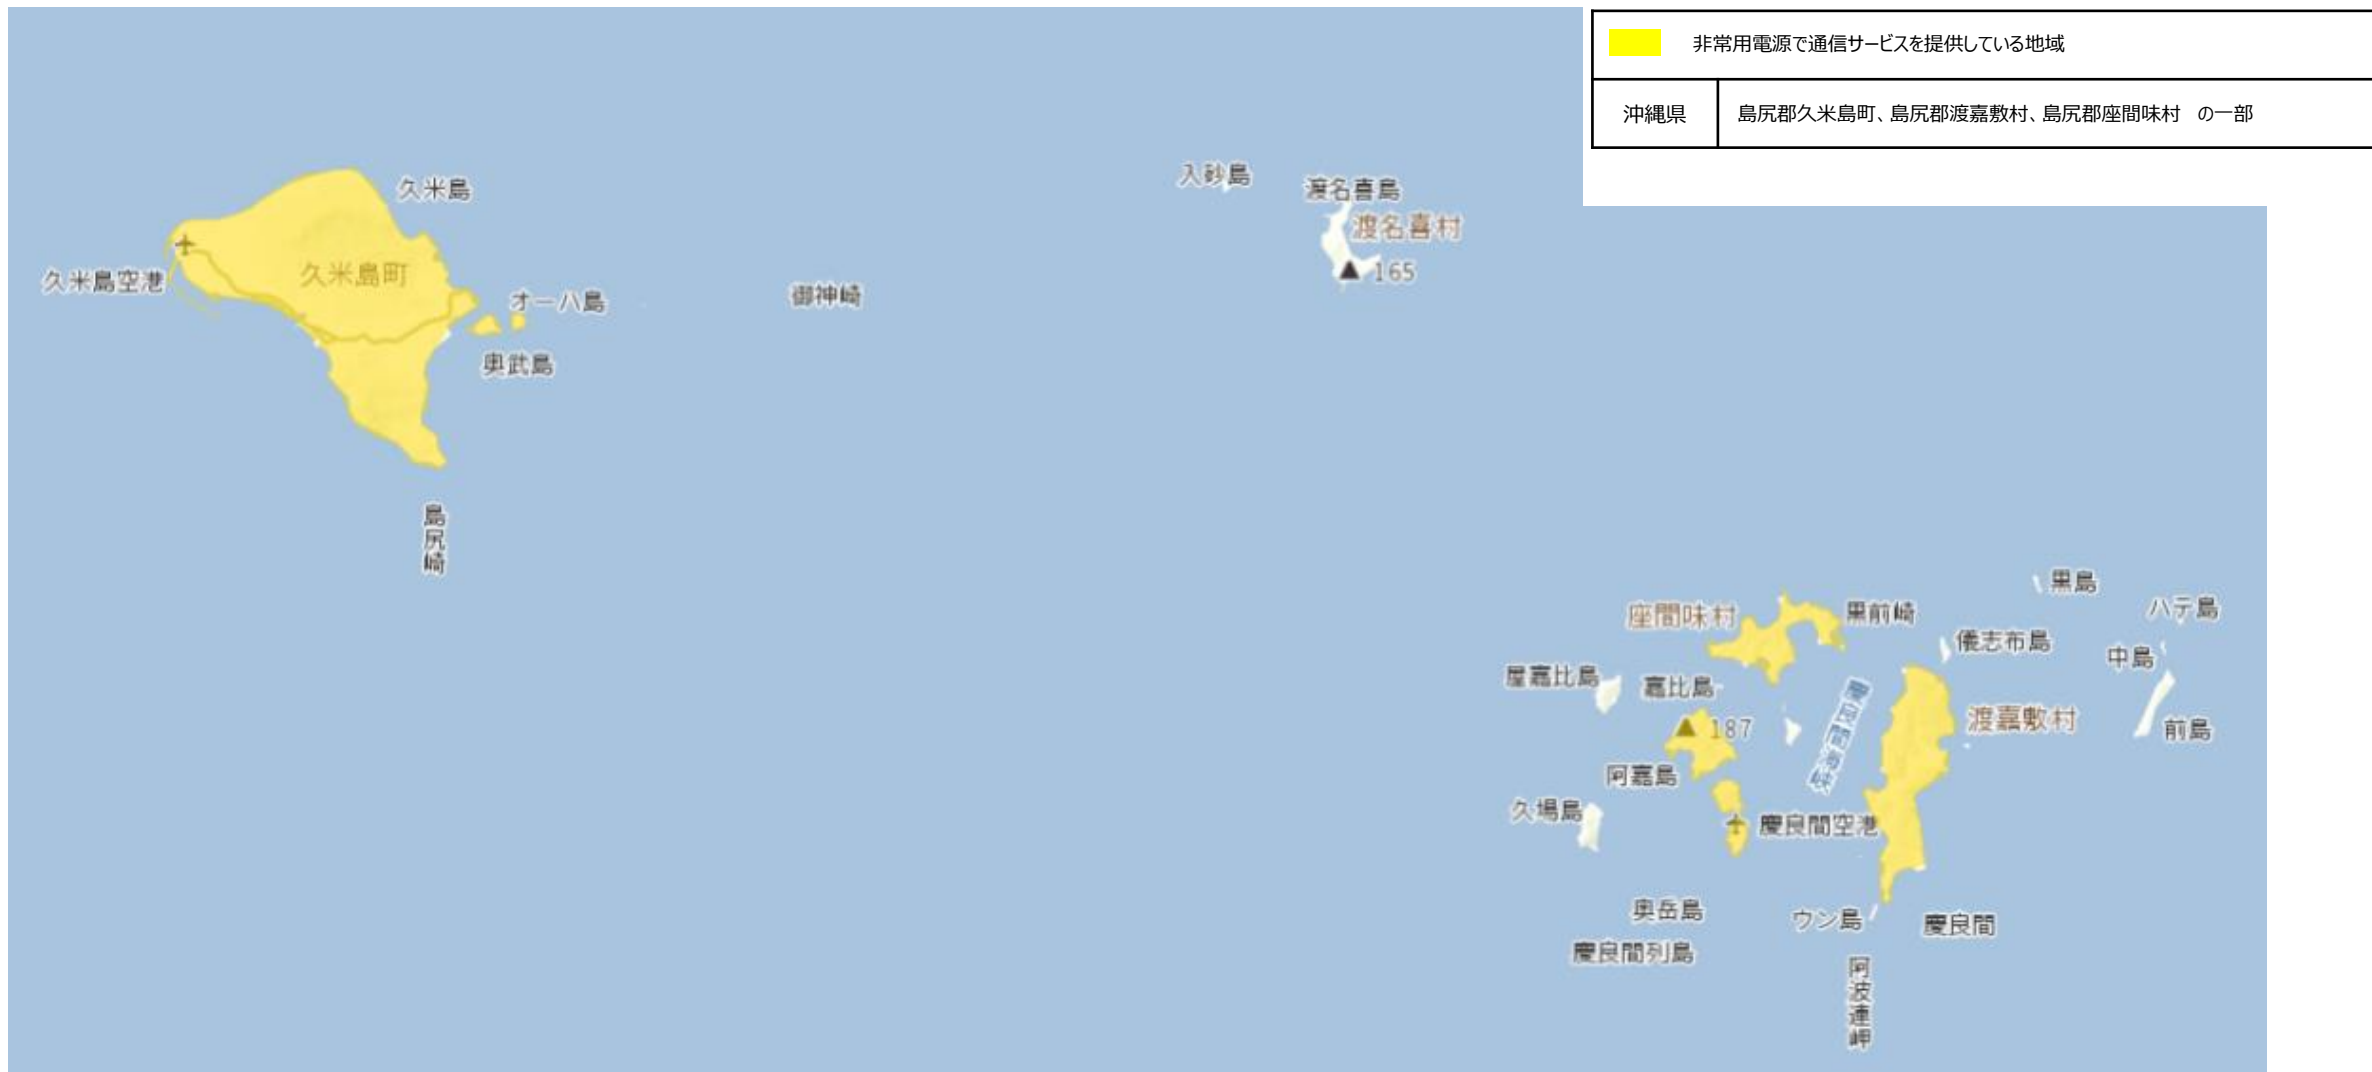 非常用電源で通信サービスを提供している地域
沖縄県
島尻郡久米島町、島尻郡渡嘉敷村、島尻郡座間味村 の一部
入砂島
渡名喜島
久米島
渡名喜村
165
久米島町
久米島空港
オーハ島
御神崎
奥武島
島尻崎
黒島
座間味村
黒前崎
ハテ島
儀志布島
中島
屋嘉比島
嘉比島
慶良間海峡
渡嘉敷村
187
前島
阿嘉島
久場島
慶良間空港
奥岳島
ウン島
慶良間
慶良間列島
阿波連岬